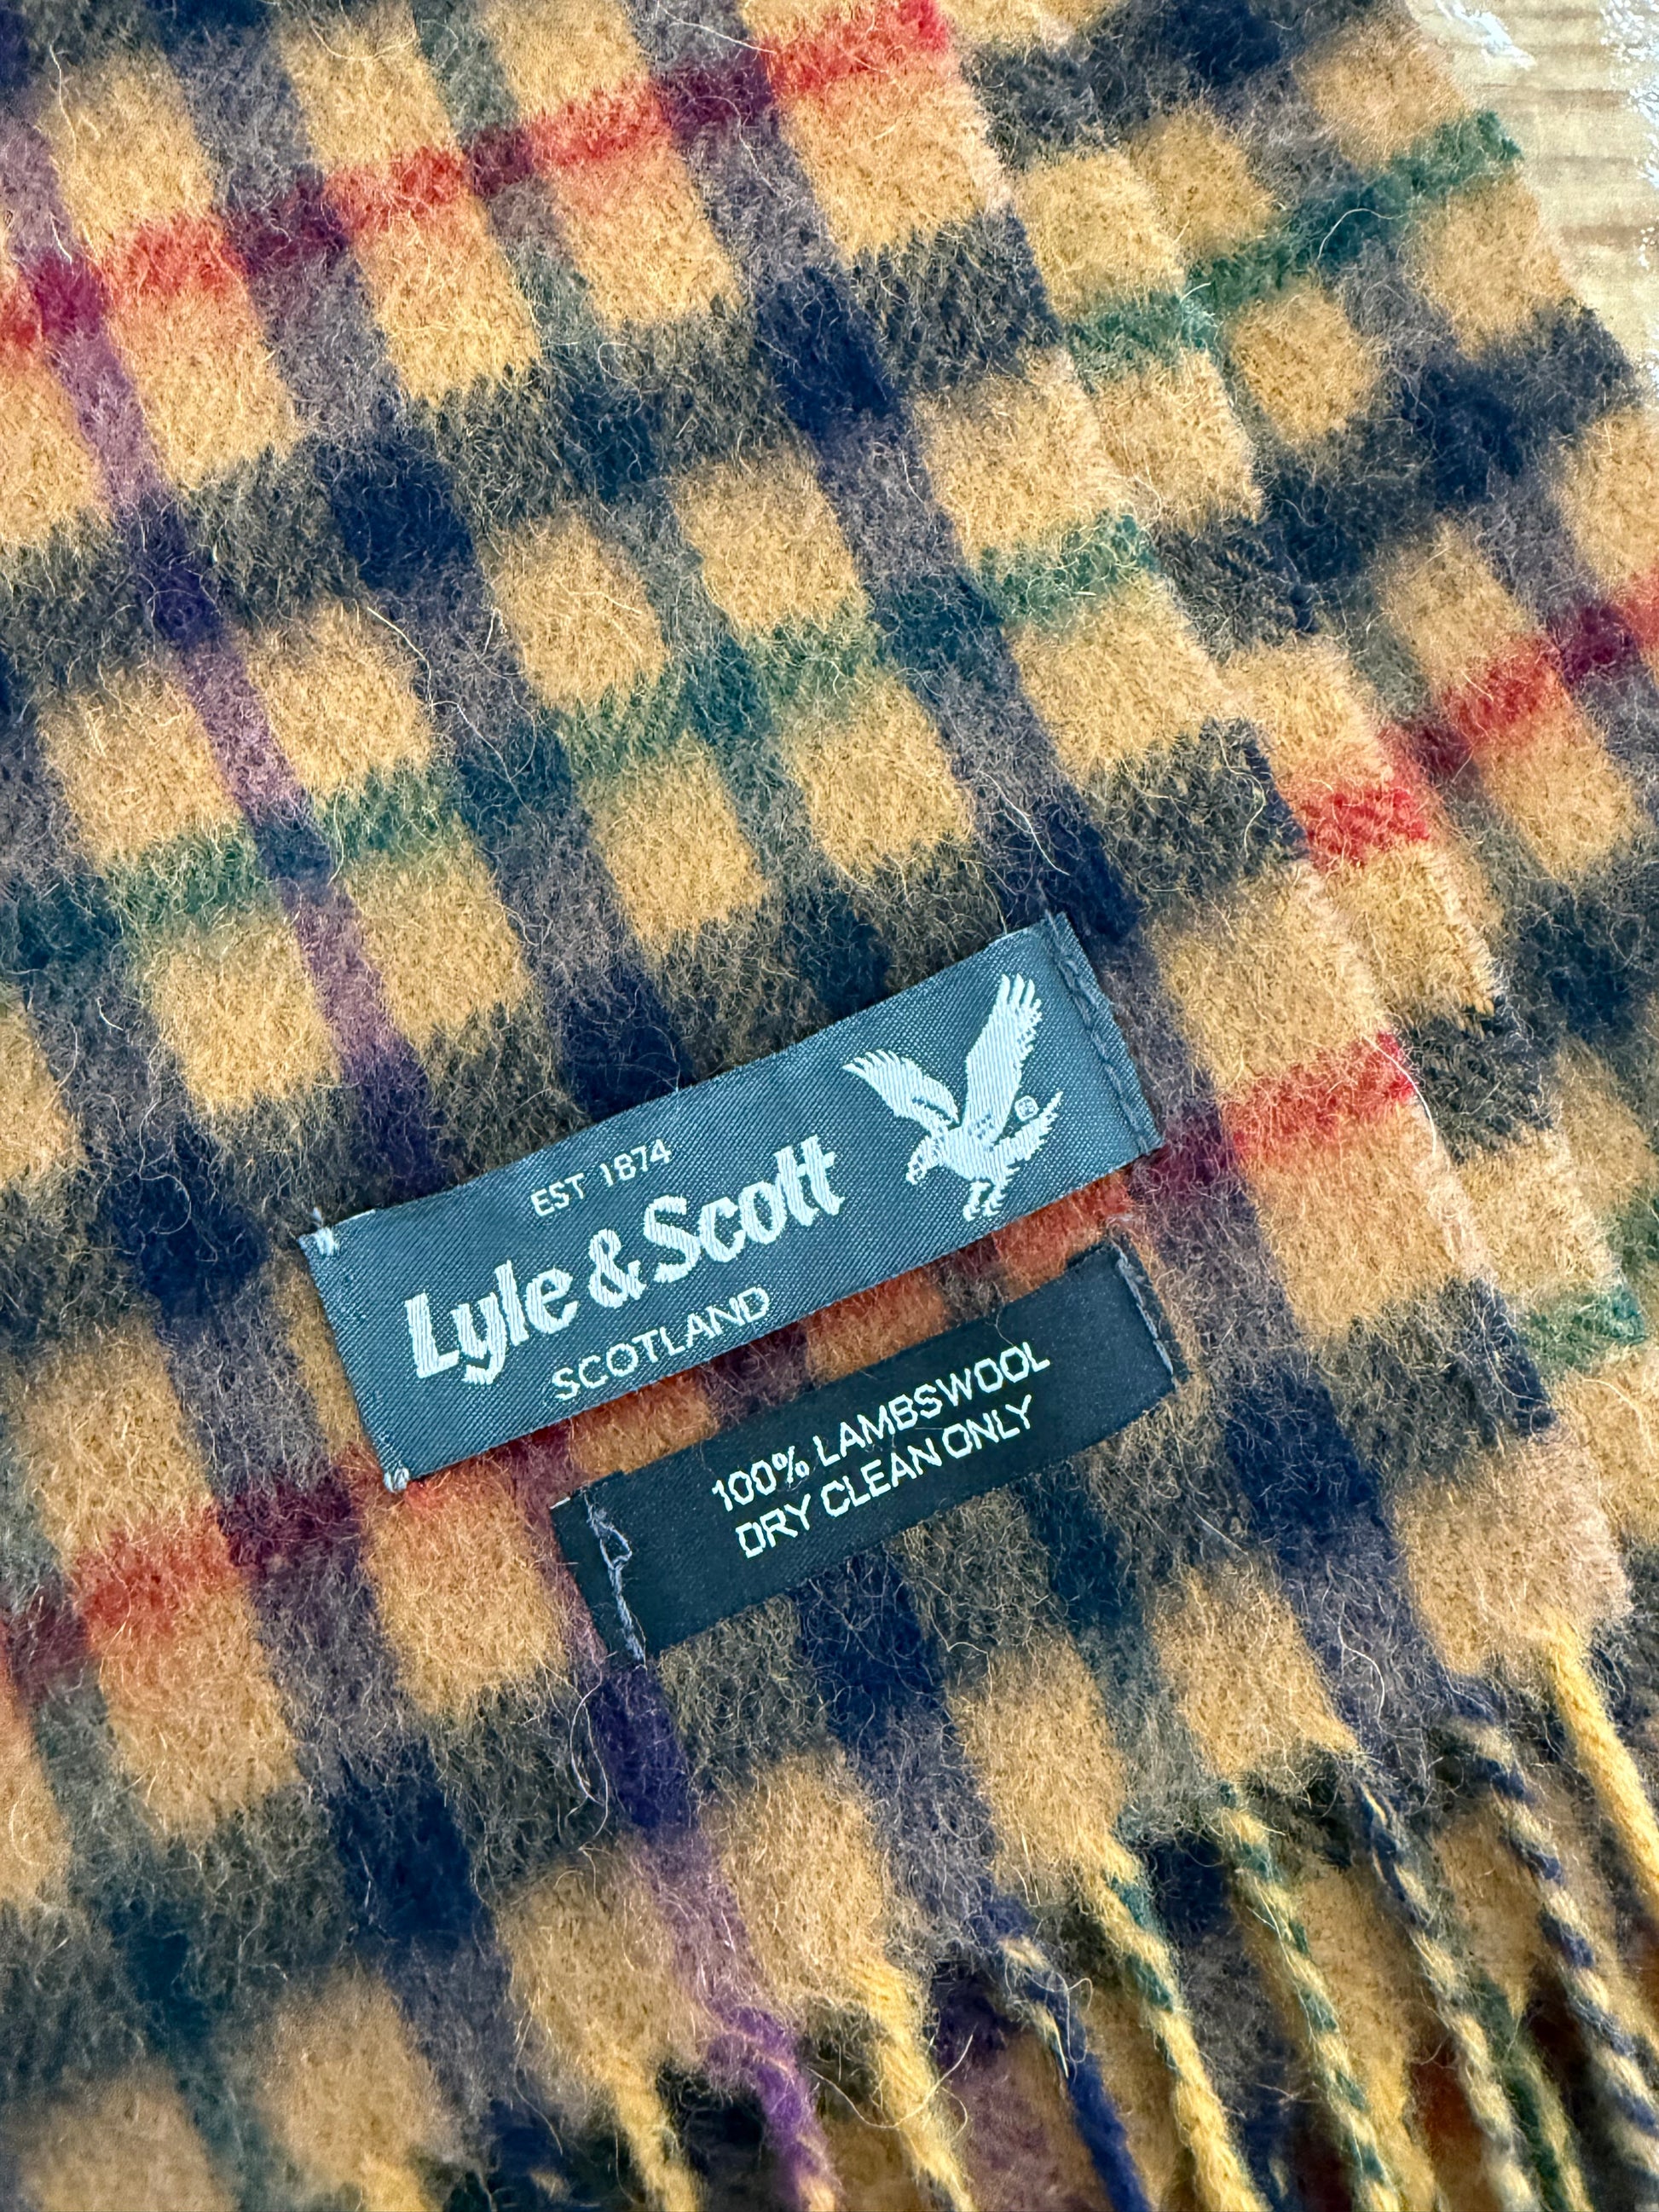 EST 1874
Lyle & Scott
SCOTLAND
®
100% LAMBSWOOL
DRY CLEAN ONLY